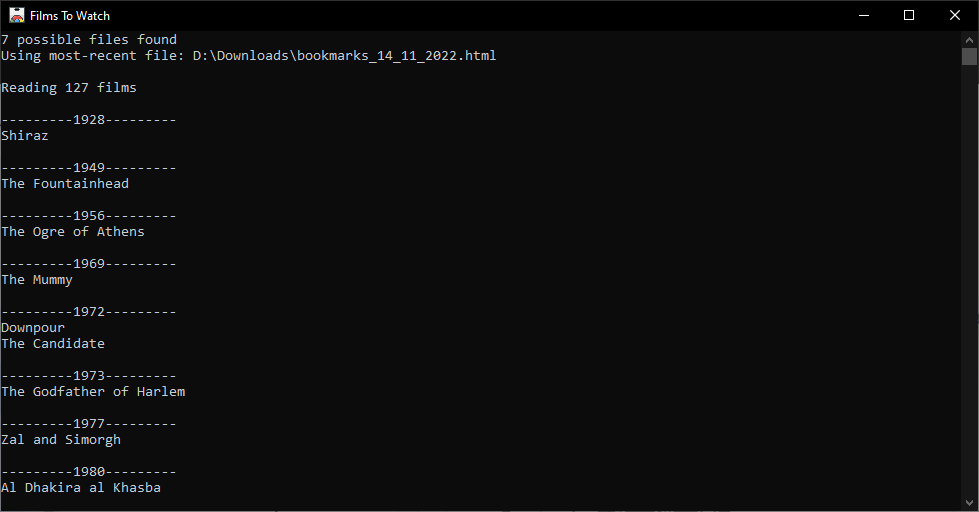 Films To Watch
7 possible files found
Using most-recent file: D:\Downloads\bookmarks_14_11_2022.html
Reading 127 films
---------1928---------
Shiraz
---------1949---------
The Fountainhead
---------1956---------
The Ogre of Athens
---------1969---------
The Mummy
---------1972---------
Downpour
The Candidate
---------1973---------
The Godfather of Harlem
---------1977---------
Zal and Simorgh
---------1980---------
Al Dhakira al Khasba